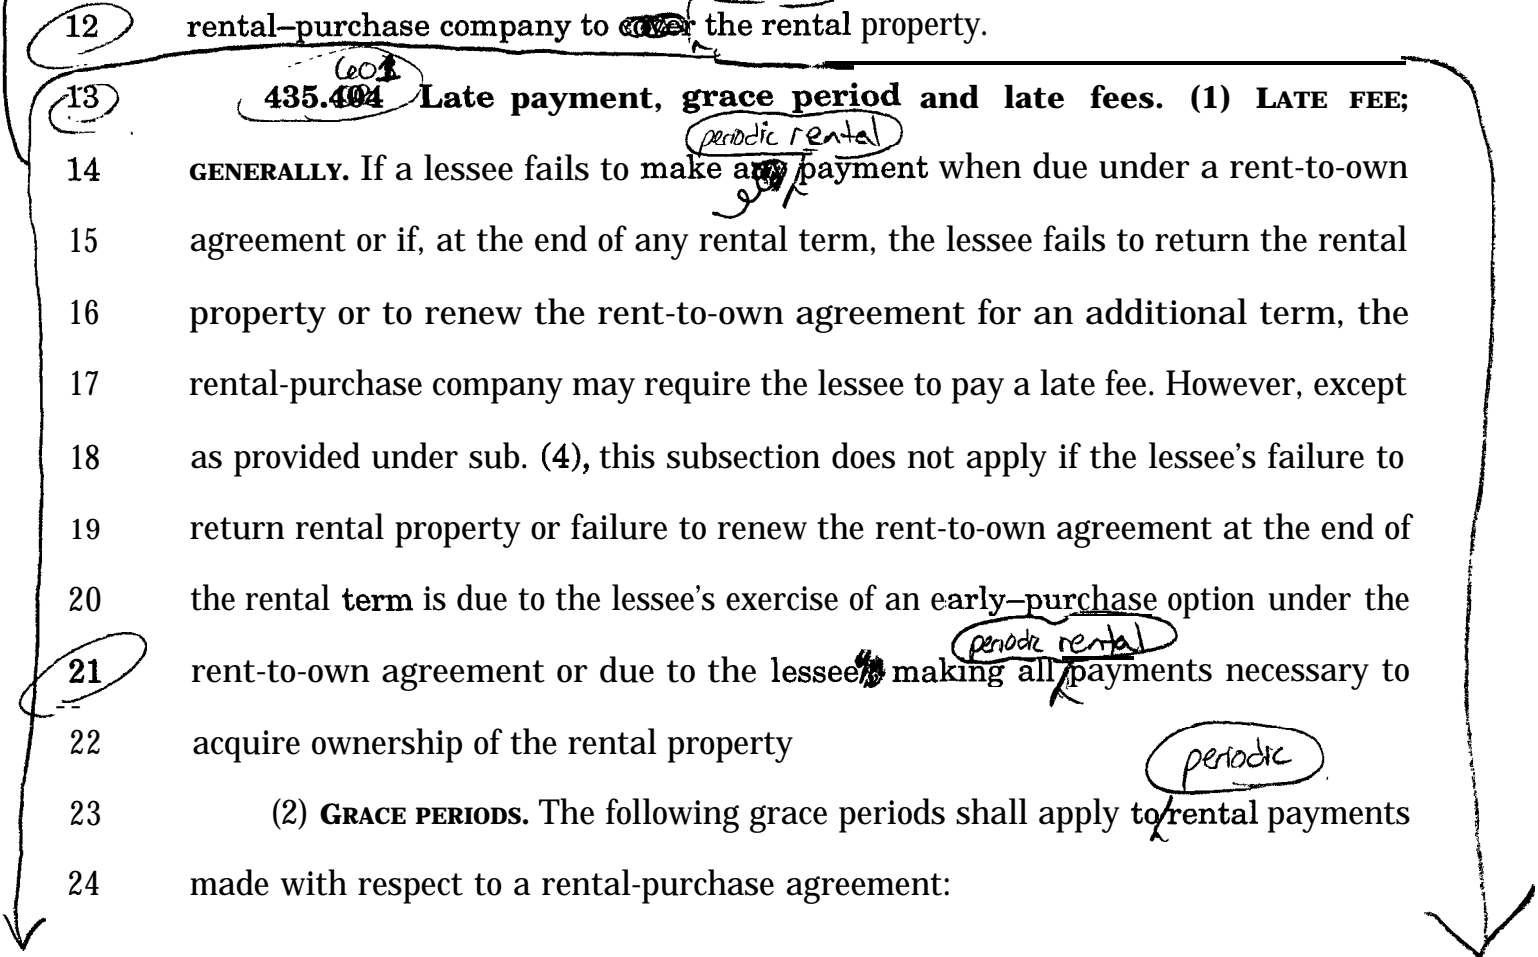 12 rental–purchase company to the rental property.
601
13 435.404 Late payment, grace period and late fees. (1) LATE FEE;
periodic rental
14 GENERALLY. If a lessee fails to make payment when due under a rent-to-own
15 agreement or if, at the end of any rental term, the lessee fails to return the rental
16 property or to renew the rent-to-own agreement for an additional term, the
17 rental-purchase company may require the lessee to pay a late fee. However, except
18 as provided under sub. (4), this subsection does not apply if the lessee's failure to
19 return rental property or failure to renew the rent-to-own agreement at the end of
20 the rental term is due to the lessee's exercise of an early–purchase option under the
periodic rental
21 rent-to-own agreement or due to the lessee making all payments necessary to
22 acquire ownership of the rental property
periodic
23 (2) GRACE PERIODS. The following grace periods shall apply to rental payments
24 made with respect to a rental-purchase agreement: